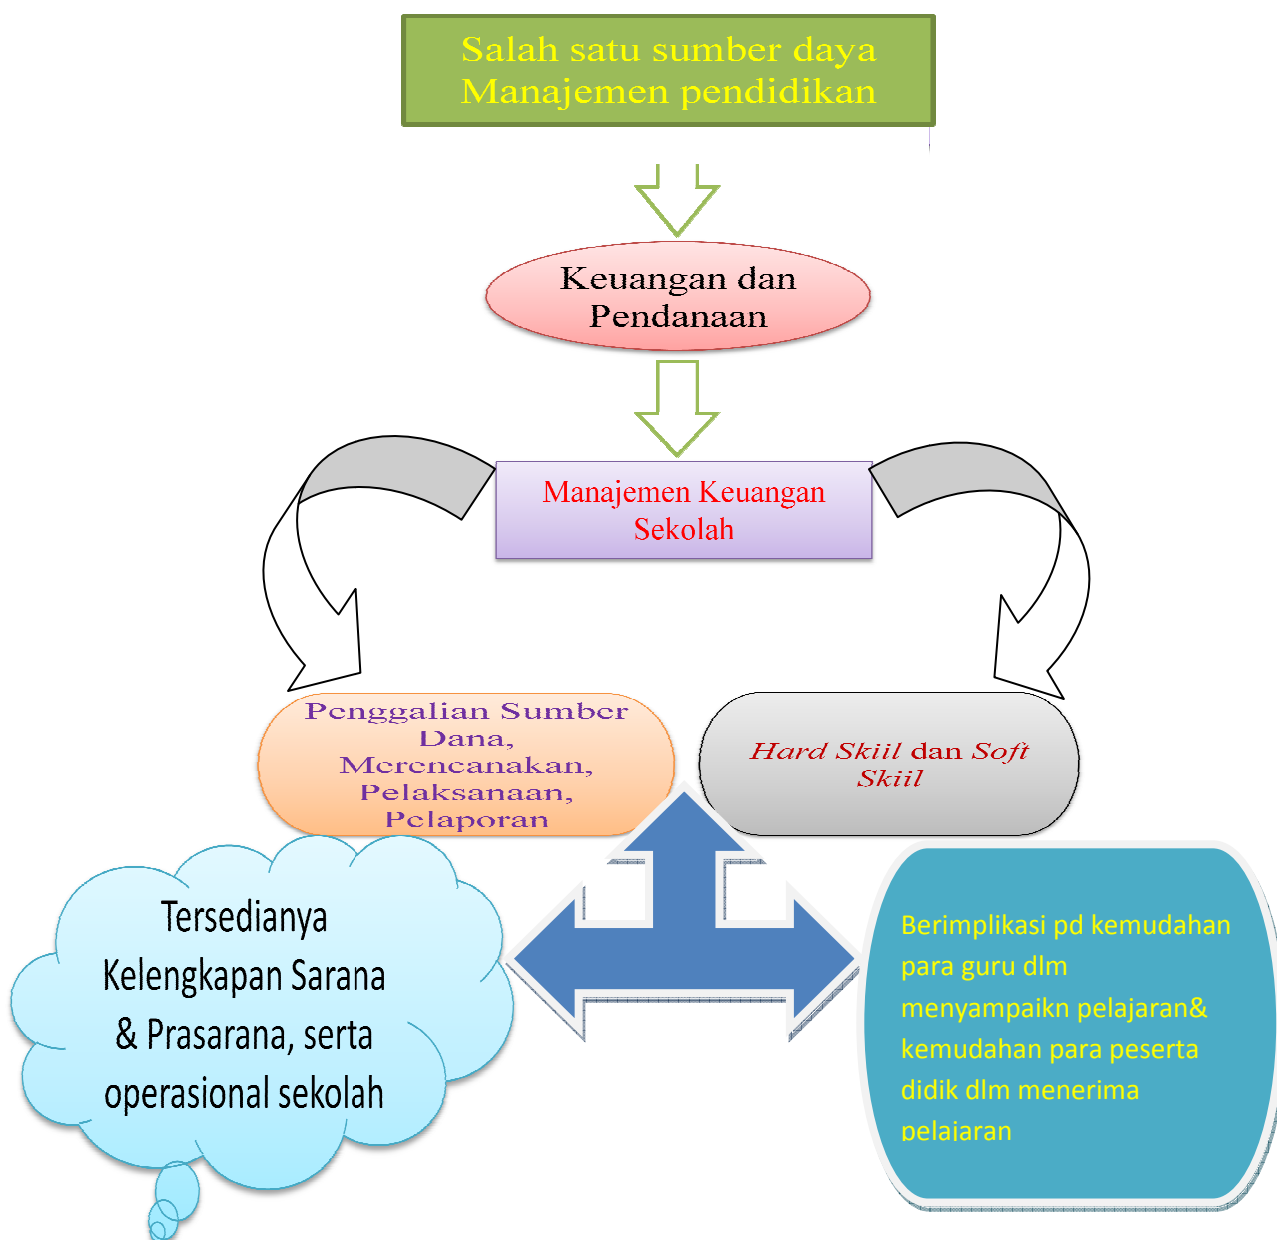 Salah satu sumber daya
Manajemen pendidikan
Keuangan dan
Pendanaan
Manajemen Keuangan
Sekolah
Penggalian Sumber
Dana,
Merencanakan,
Pelaksanaan,
Pelaporan
Hard Skiil dan Soft
Skiil
Tersedianya
Kelengkapan Sarana
& Prasarana, serta
operasional sekolah
Berimplikasi pd kemudahan
para guru dlm
menyampaikn pelajaran&
kemudahan para peserta
didik dlm menerima
pelajaran